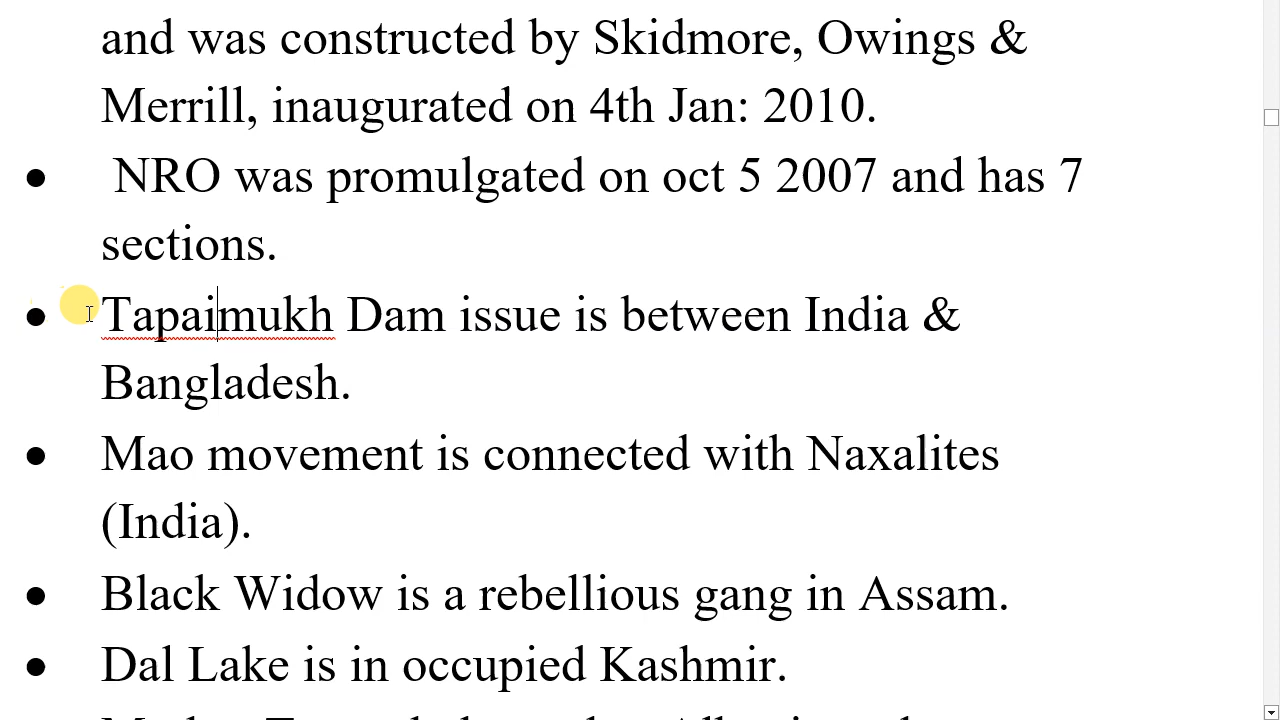 and was constructed by Skidmore, Owings &
Merrill, inaugurated on 4th Jan: 2010.
● NRO was promulgated on oct 5 2007 and has 7
sections.
● Tapaimukh Dam issue is between India &
Bangladesh.
● Mao movement is connected with Naxalites
(India).
● Black Widow is a rebellious gang in Assam.
● Dal Lake is in occupied Kashmir.